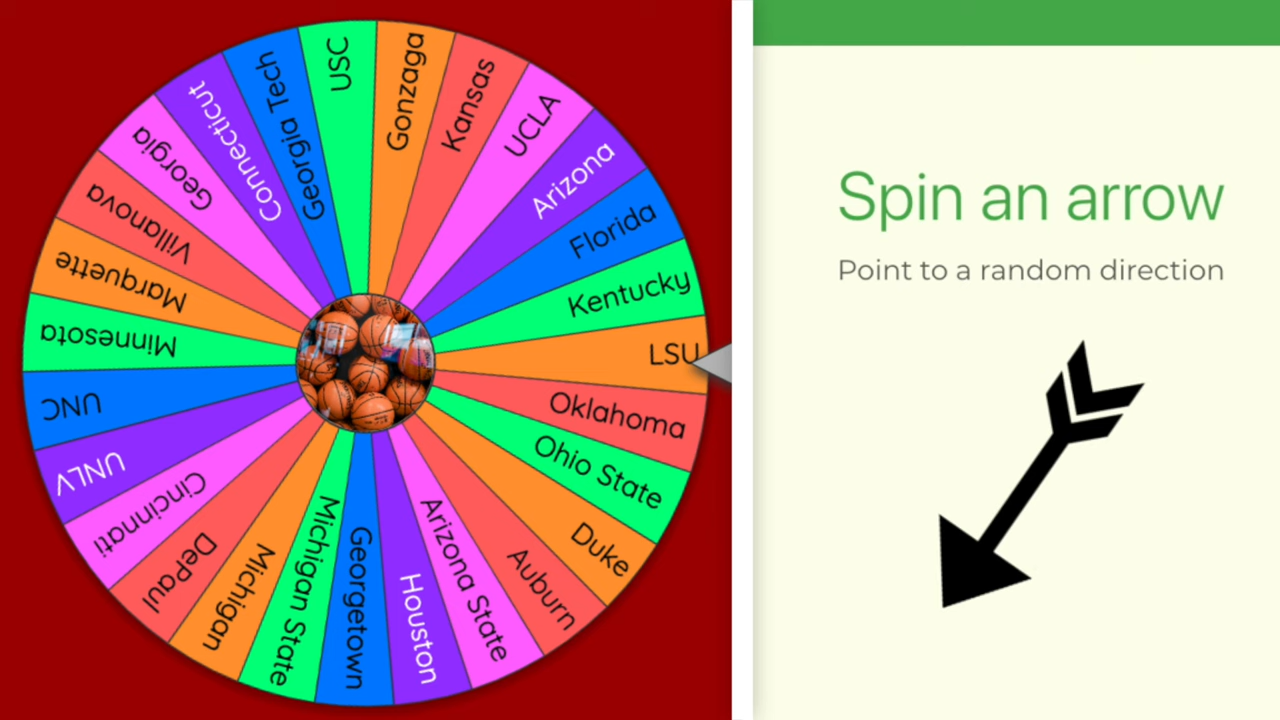 USC
Gonzaga
Kansas
UCLA
Arizona
Florida
Kentucky
LSU
Oklahoma
Ohio State
Duke
Auburn
Arizona State
Houston
Georgetown
Michigan State
Michigan
DePaul
Cincinnati
UNLV
UNC
Minnesota
Marquette
Villanova
Georgia
Connecticut
Georgia Tech
Spin an arrow
Point to a random direction